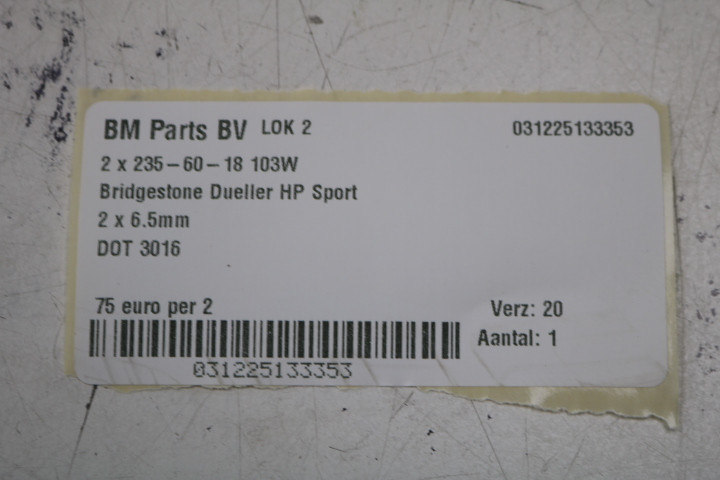 BM Parts BV LOK 2 031225133353
2 x 235-60-18 103W
Bridgestone Dueller HP Sport
2 x 6.5mm
DOT 3016
75 euro per 2 Verz: 20
Aantal: 1
031225133353